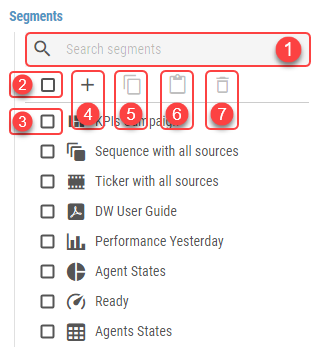 Segments
Search segments 1
2
4 5 6 7
3 KPIs Campaign
Sequence with all sources
Ticker with all sources
DW User Guide
Performance Yesterday
Agent States
Ready
Agents States